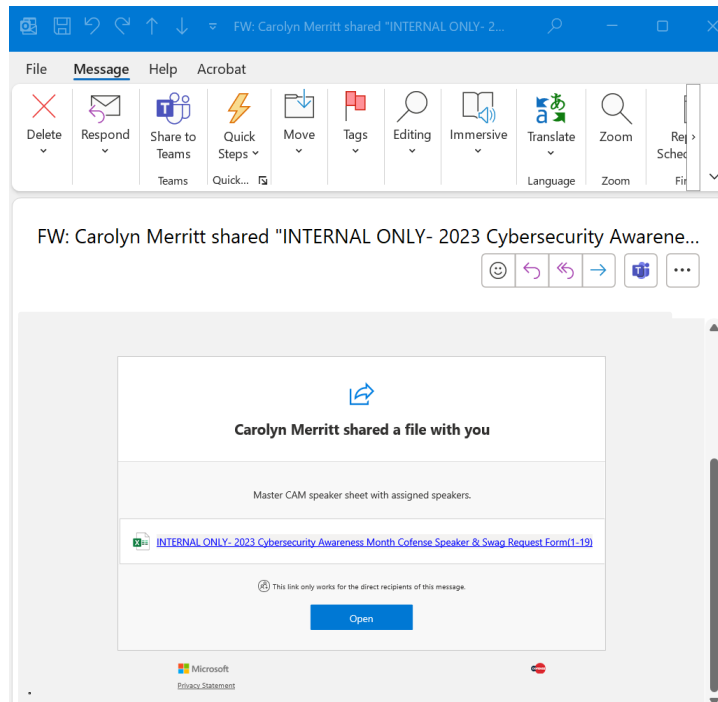 FW: Carolyn Merritt shared "INTERNAL ONLY- 2...
File Message Help Acrobat
Delete Respond Share to Teams Quick Steps Move Tags Editing Immersive Translate Zoom
Teams Quick... Language Zoom
FW: Carolyn Merritt shared "INTERNAL ONLY- 2023 Cybersecurity Awarene...
Carolyn Merritt shared a file with you
Master CAM speaker sheet with assigned speakers.
INTERNAL ONLY- 2023 Cybersecurity Awareness Month Cofense Speaker & Swag Request Form(1-19)
This link only works for the direct recipients of this message.
Open
Microsoft
Privacy Statement